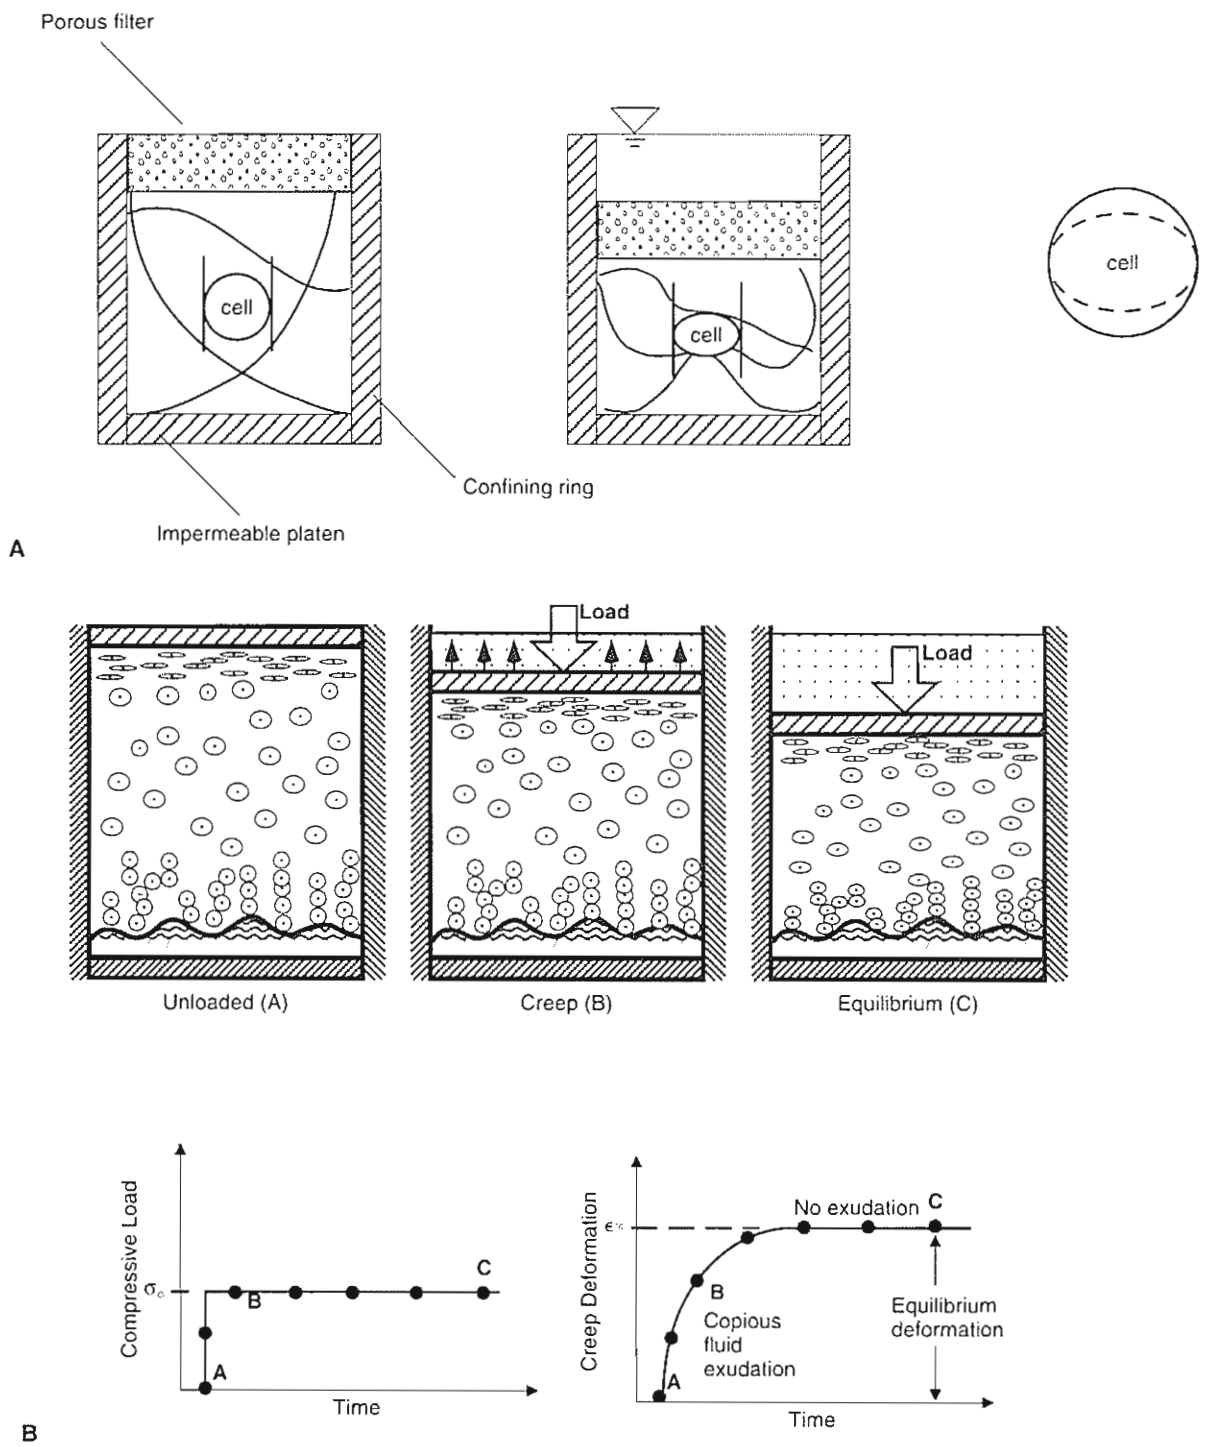 Porous filter
cell
cell
cell
Confining ring
Impermeable platen
A
Load
Load
Unloaded (A)
Creep (B)
Equilibrium (C)
Compressive Load
σ₀
A
B
C
Time
Creep Deformation
No exudation
C
B
Copious
fluid
exudation
A
Equilibrium
deformation
Time
B